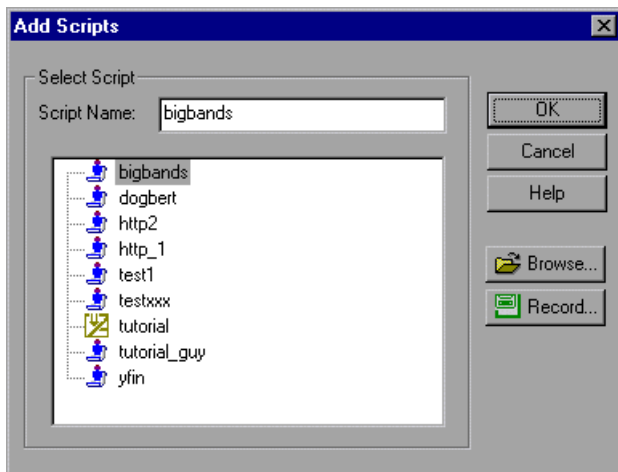 Add Scripts
Select Script
Script Name: bigbands
OK
Cancel
Help
Browse...
Record...
bigbands
dogbert
http2
http_1
test1
testxxx
tutorial
tutorial_guy
yfin